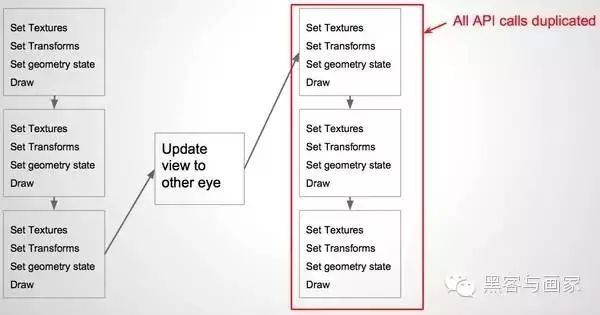 Set Textures
Set Transforms
Set geometry state
Draw
Set Textures
Set Transforms
Set geometry state
Draw
Set Textures
Set Transforms
Set geometry state
Draw
Update
view to
other eye
All API calls duplicated
Set Textures
Set Transforms
Set geometry state
Draw
Set Textures
Set Transforms
Set geometry state
Draw
Set Textures
Set Transforms
Set geometry state
Draw
黑客与画家